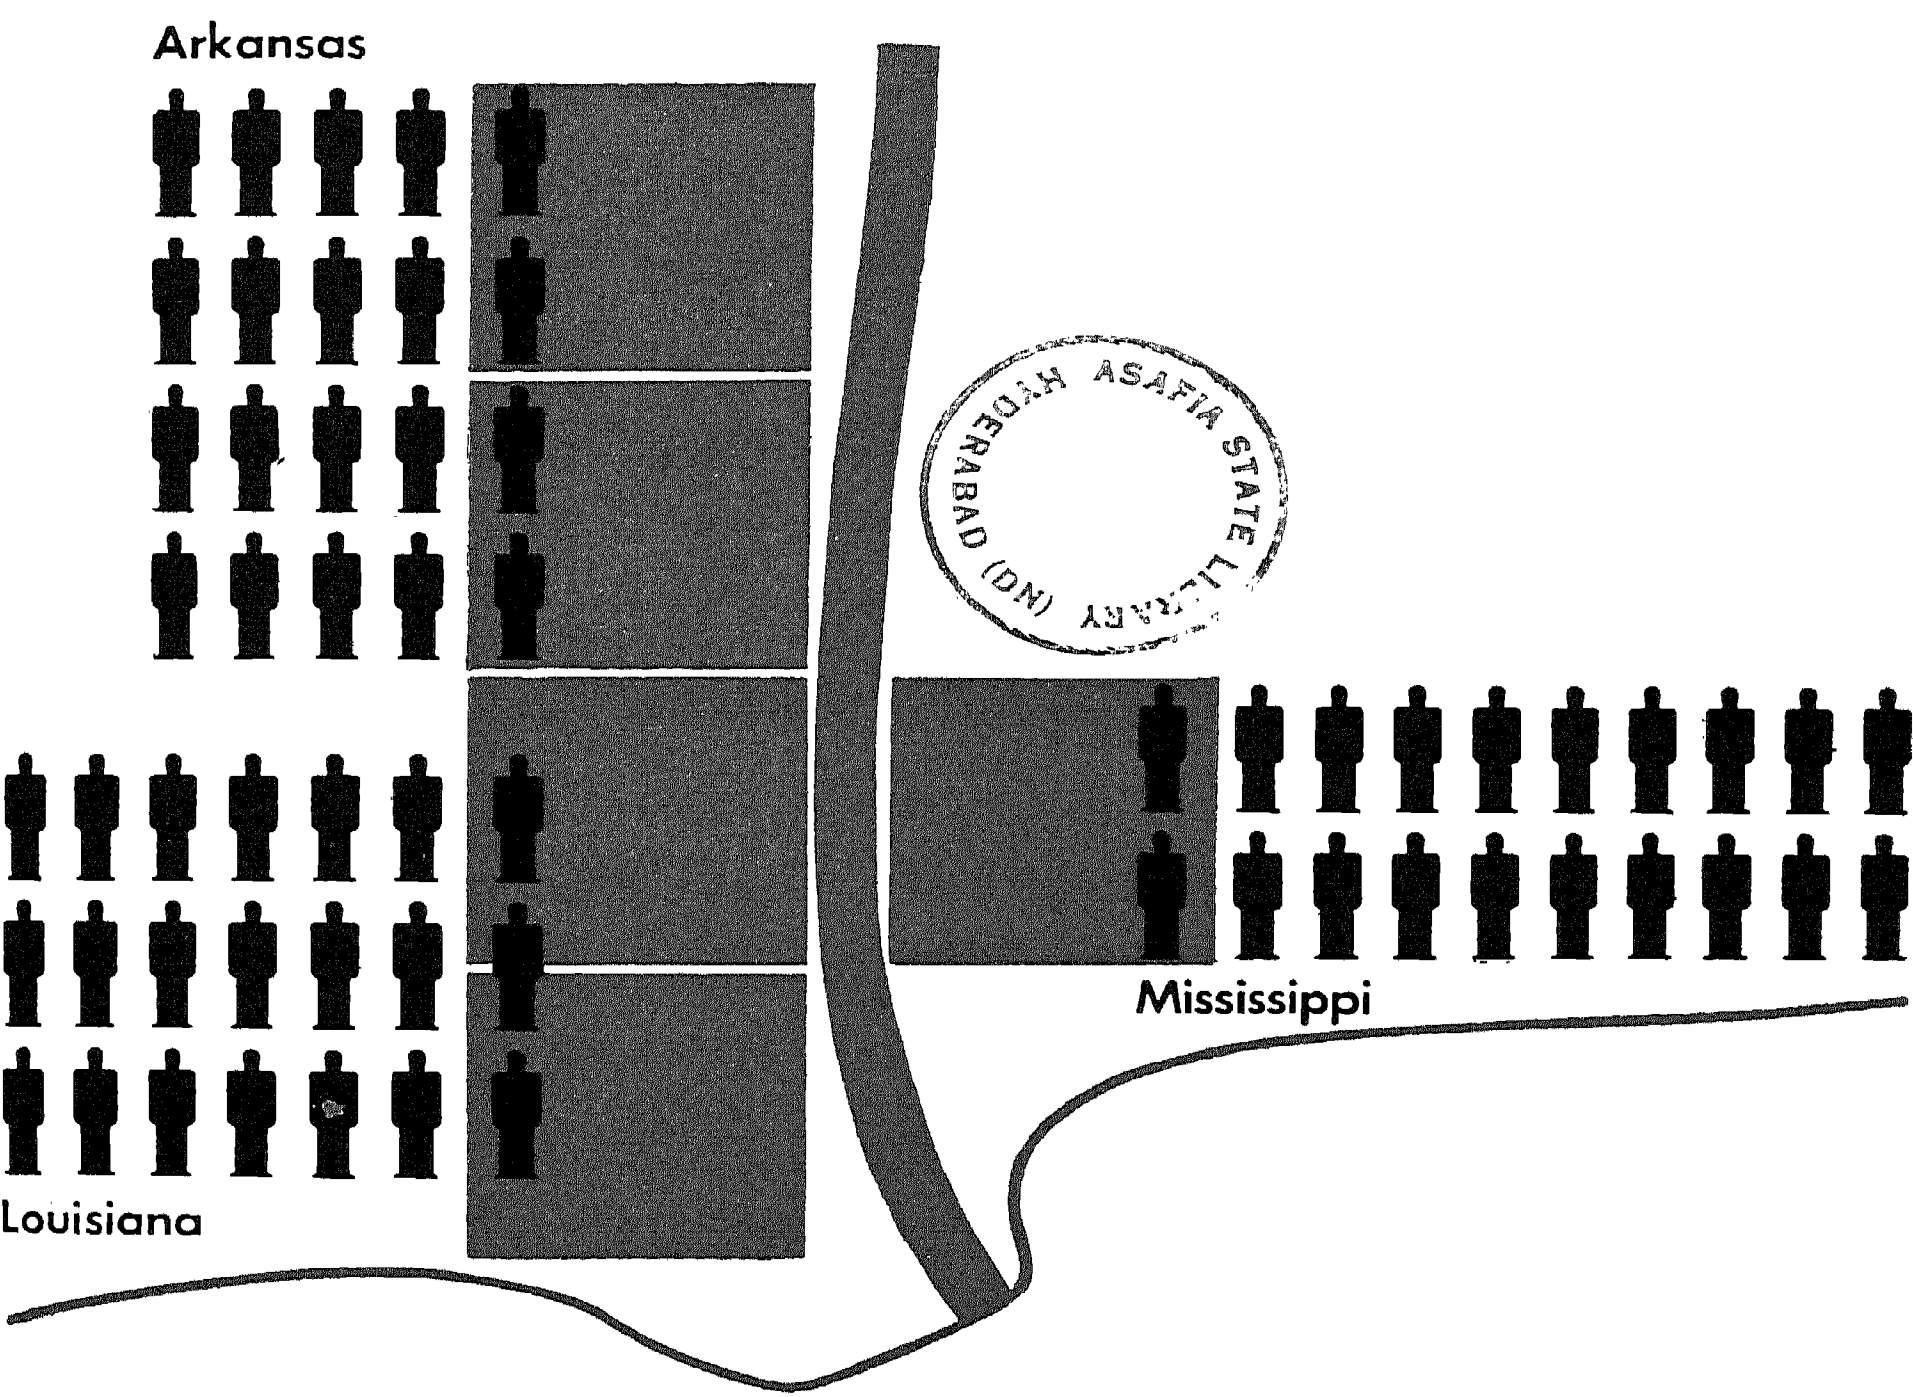 Arkansas
ASAFIA STATE LIBRARY
HYDERABAD (DN)
Mississippi
Louisiana